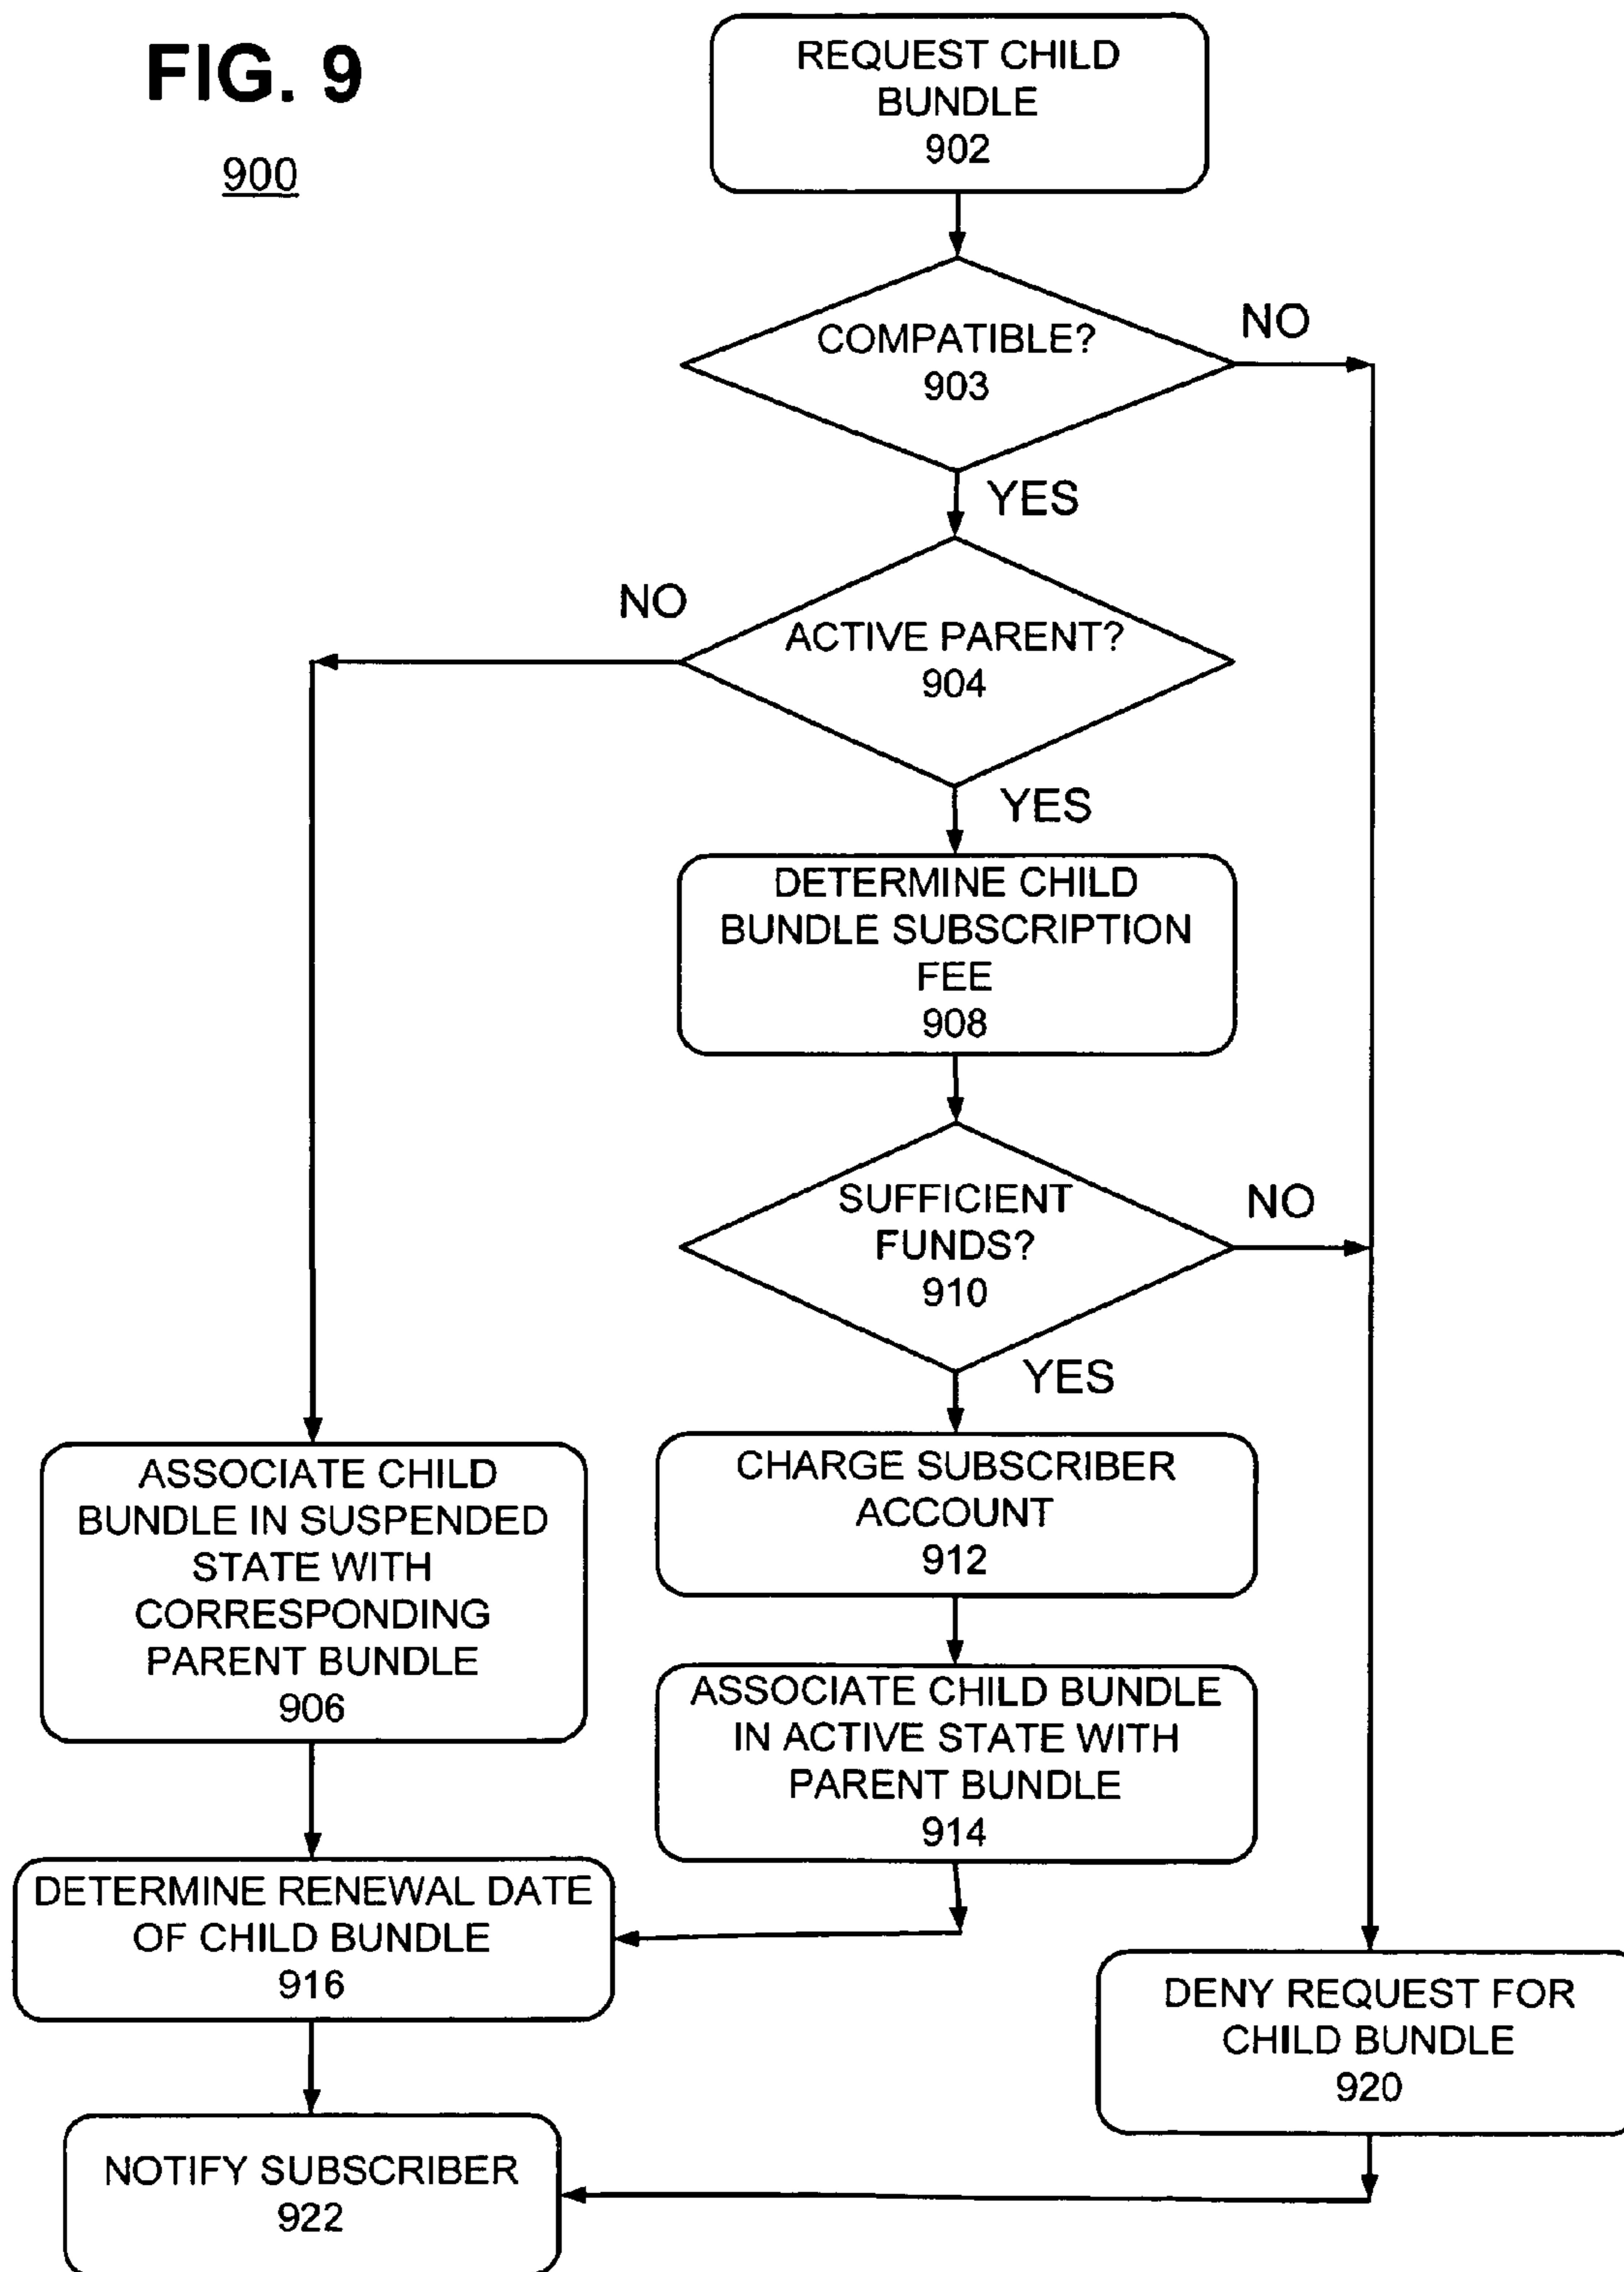 FIG. 9
900
REQUEST CHILD
BUNDLE
902
COMPATIBLE?
903
NO
YES
ACTIVE PARENT?
904
NO
YES
DETERMINE CHILD
BUNDLE SUBSCRIPTION
FEE
908
SUFFICIENT
FUNDS?
910
NO
YES
CHARGE SUBSCRIBER
ACCOUNT
912
ASSOCIATE CHILD
BUNDLE IN SUSPENDED
STATE WITH
CORRESPONDING
PARENT BUNDLE
906
ASSOCIATE CHILD BUNDLE
IN ACTIVE STATE WITH
PARENT BUNDLE
914
DETERMINE RENEWAL DATE
OF CHILD BUNDLE
916
DENY REQUEST FOR
CHILD BUNDLE
920
NOTIFY SUBSCRIBER
922